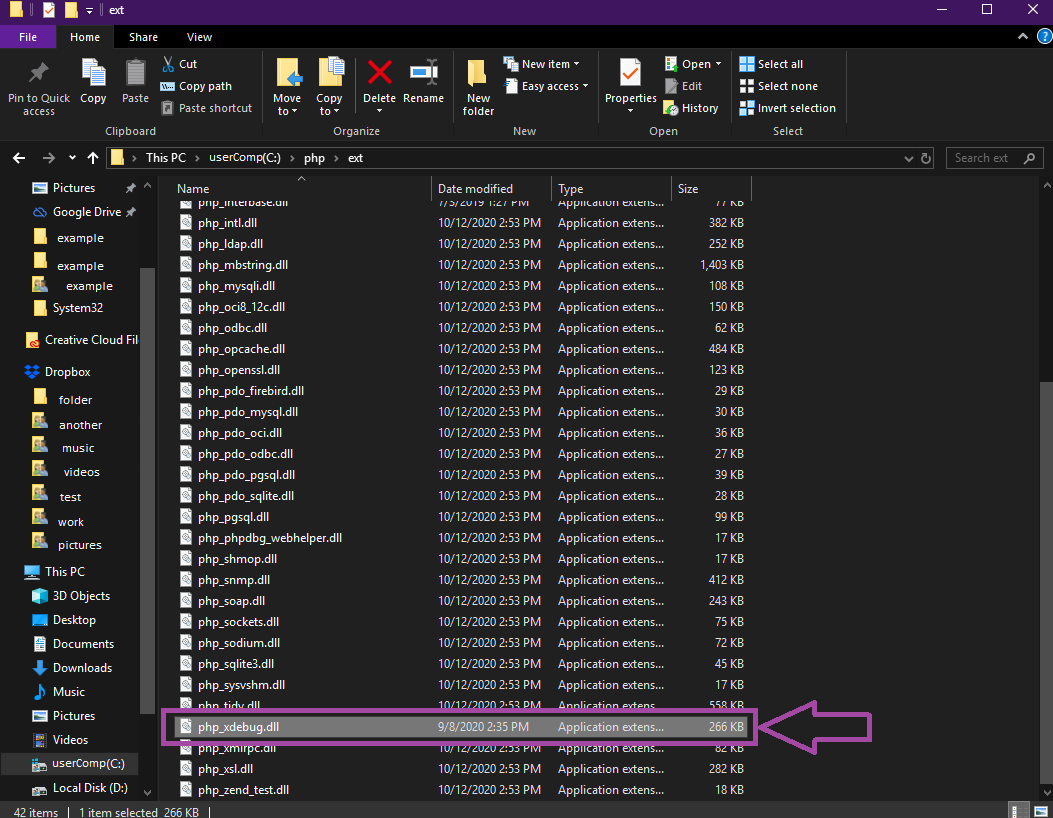 ext
File Home Share View
Pin to Quick access
Copy
Paste
Cut
Copy path
Paste shortcut
Clipboard
Move to
Copy to
Delete
Rename
Organize
New folder
New item
Easy access
New
Properties
Open
Edit
History
Open
Select all
Select none
Invert selection
Select
This PC > userComp(C:) > php > ext
Search ext
Pictures
Google Drive
example
example
example
System32
Creative Cloud Fil
Dropbox
folder
another
music
videos
test
work
pictures
This PC
3D Objects
Desktop
Documents
Downloads
Music
Pictures
Videos
userComp(C:)
Local Disk (D:)
Name Date modified Type Size
php_interbase.dll 7/3/2019 1:27 PM Application extens... 77 KB
php_intl.dll 10/12/2020 2:53 PM Application extens... 382 KB
php_ldap.dll 10/12/2020 2:53 PM Application extens... 252 KB
php_mbstring.dll 10/12/2020 2:53 PM Application extens... 1,403 KB
php_mysqli.dll 10/12/2020 2:53 PM Application extens... 108 KB
php_oci8_12c.dll 10/12/2020 2:53 PM Application extens... 150 KB
php_odbc.dll 10/12/2020 2:53 PM Application extens... 62 KB
php_opcache.dll 10/12/2020 2:53 PM Application extens... 484 KB
php_openssl.dll 10/12/2020 2:53 PM Application extens... 123 KB
php_pdo_firebird.dll 10/12/2020 2:53 PM Application extens... 29 KB
php_pdo_mysql.dll 10/12/2020 2:53 PM Application extens... 30 KB
php_pdo_oci.dll 10/12/2020 2:53 PM Application extens... 36 KB
php_pdo_odbc.dll 10/12/2020 2:53 PM Application extens... 27 KB
php_pdo_pgsql.dll 10/12/2020 2:53 PM Application extens... 39 KB
php_pdo_sqlite.dll 10/12/2020 2:53 PM Application extens... 28 KB
php_pgsql.dll 10/12/2020 2:53 PM Application extens... 99 KB
php_phpdbg_webhelper.dll 10/12/2020 2:53 PM Application extens... 17 KB
php_shmop.dll 10/12/2020 2:53 PM Application extens... 17 KB
php_snmp.dll 10/12/2020 2:53 PM Application extens... 412 KB
php_soap.dll 10/12/2020 2:53 PM Application extens... 243 KB
php_sockets.dll 10/12/2020 2:53 PM Application extens... 75 KB
php_sodium.dll 10/12/2020 2:53 PM Application extens... 72 KB
php_sqlite3.dll 10/12/2020 2:53 PM Application extens... 45 KB
php_sysvshm.dll 10/12/2020 2:53 PM Application extens... 17 KB
php_tidy.dll 10/12/2020 2:53 PM Application extens... 558 KB
php_xdebug.dll 9/8/2020 2:35 PM Application extens... 266 KB
php_xmlrpc.dll 10/12/2020 2:53 PM Application extens... 82 KB
php_xsl.dll 10/12/2020 2:53 PM Application extens... 282 KB
php_zend_test.dll 10/12/2020 2:53 PM Application extens... 18 KB
42 items 1 item selected 266 KB